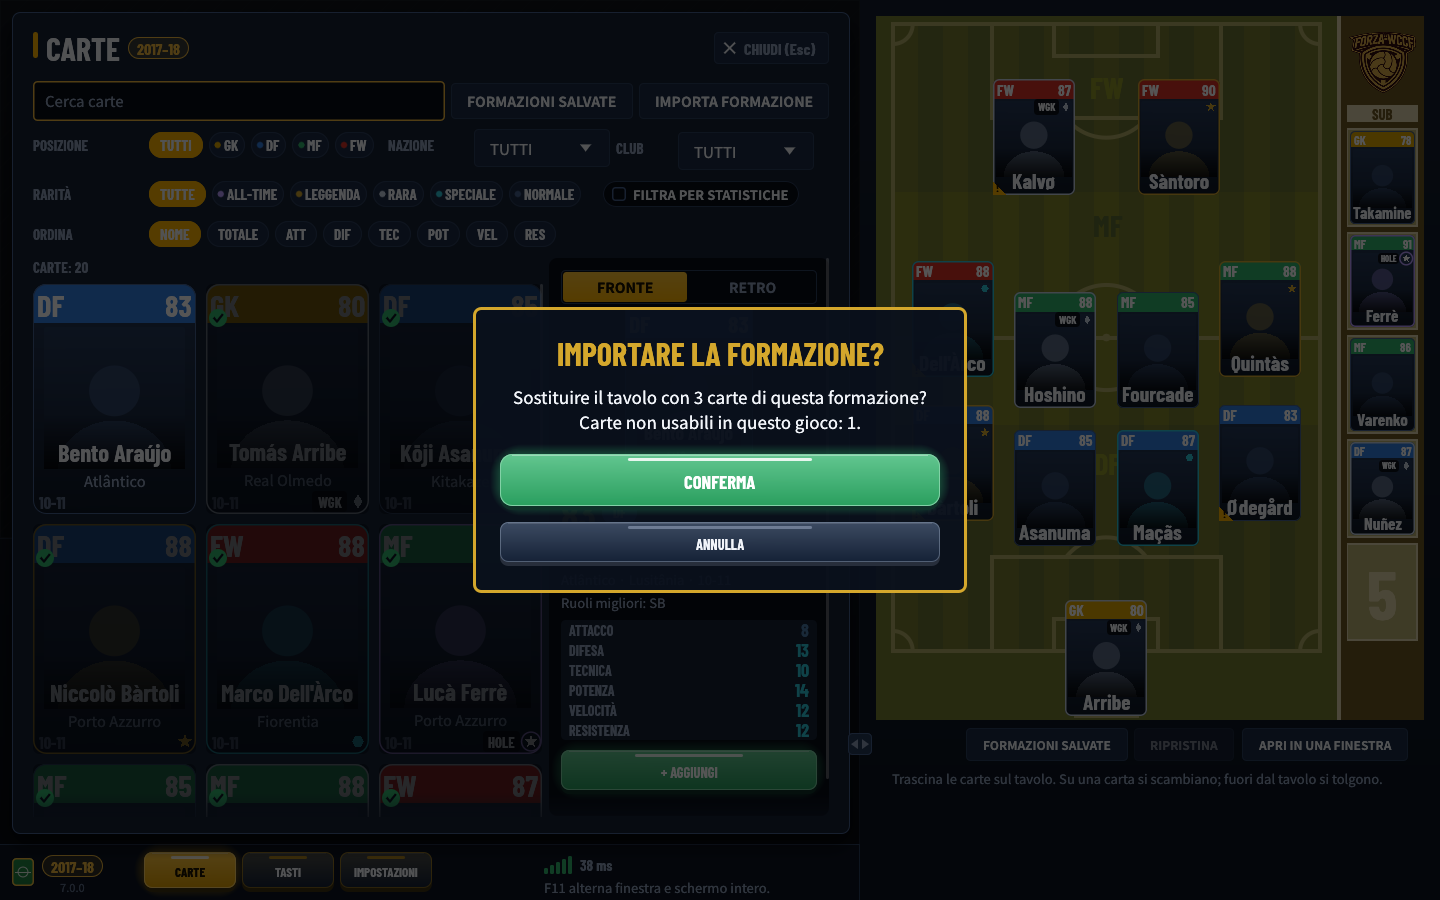 CARTE
2017-18
CHIUDI (Esc)
Cerca carte
FORMAZIONI SALVATE
IMPORTA FORMAZIONE
POSIZIONE
TUTTI
GK
DF
MF
FW
NAZIONE
TUTTI
CLUB
TUTTI
RARITÀ
TUTTE
ALL-TIME
LEGGENDA
RARA
SPECIALE
NORMALE
FILTRA PER STATISTICHE
ORDINA
NOME
TOTALE
ATT
DIF
TEC
POT
VEL
RES
CARTE: 20
DF 83
Bento Araújo
Atlântico
10-11
GK 80
Tomás Arribe
Real Olmedo
10-11
WGK
DF 85
Kōji Asa
Kitaka
DF 88
Niccolò Bàrtoli
Porto Azzurro
10-11
FW 88
Marco Dell'Àrco
Fiorentia
10-11
MF
Lucà Ferrè
Porto Azzurro
10-11
HOLE
MF 85
MF 88
FW 87
FRONTE
RETRO
IMPORTARE LA FORMAZIONE?
Sostituire il tavolo con 3 carte di questa formazione?
Carte non usabili in questo gioco: 1.
CONFERMA
ANNULLA
Ruoli migliori: SB
ATTACCO 8
DIFESA 13
TECNICA 10
POTENZA 14
VELOCITÀ 12
RESISTENZA 12
+ AGGIUNGI
CARTE
TASTI
IMPOSTAZIONI
2017-18
7.0.0
38 ms
F11 alterna finestra e schermo intero.
FW
MF
DF
FW 87
WGK
Kalvø
FW 90
Sàntoro
FW 88
Dell'Àrco
MF 88
WGK
Hoshino
MF 85
Fourcade
MF 88
Quintàs
88
DF 85
Asanuma
DF 87
Maçãs
DF 83
Ødegård
GK 80
WGK
Arribe
FORZA-WCCF
SUB
GK 78
Takamine
MF 91
HOLE
Ferrè
MF 86
Varenko
DF 87
WGK
Nuñez
5
FORMAZIONI SALVATE
RIPRISTINA
APRI IN UNA FINESTRA
Trascina le carte sul tavolo. Su una carta si scambiano; fuori dal tavolo si tolgono.